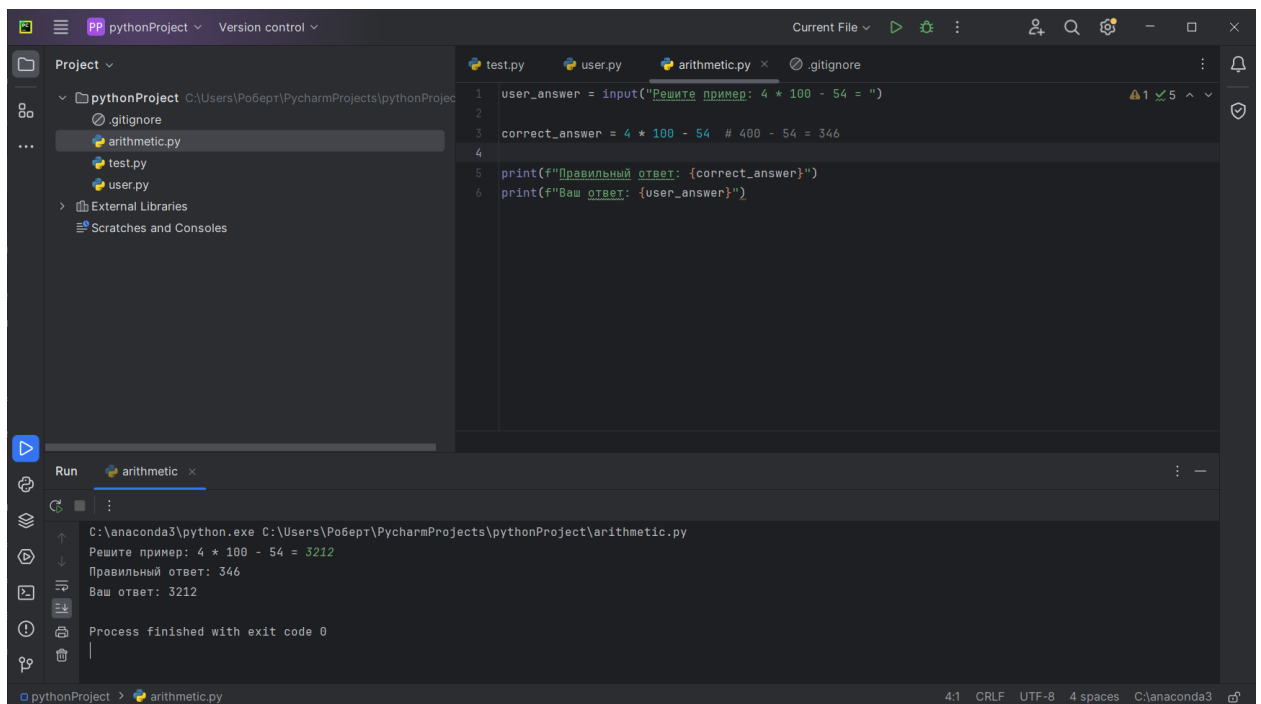 PC PP pythonProject Version control Current File
Project
test.py user.py arithmetic.py .gitignore
pythonProject C:\Users\Роберт\PycharmProjects\pythonProjec
.gitignore
arithmetic.py
test.py
user.py
External Libraries
Scratches and Consoles
1 user_answer = input("Решите пример: 4 * 100 - 54 = ") 1 5
2
3 correct_answer = 4 * 100 - 54 # 400 - 54 = 346
4
5 print(f"Правильный ответ: {correct_answer}")
6 print(f"Ваш ответ: {user_answer}")
Run arithmetic
C:\anaconda3\python.exe C:\Users\Роберт\PycharmProjects\pythonProject\arithmetic.py
Решите пример: 4 * 100 - 54 = 3212
Правильный ответ: 346
Ваш ответ: 3212
Process finished with exit code 0
pythonProject > arithmetic.py 4:1 CRLF UTF-8 4 spaces C:\anaconda3